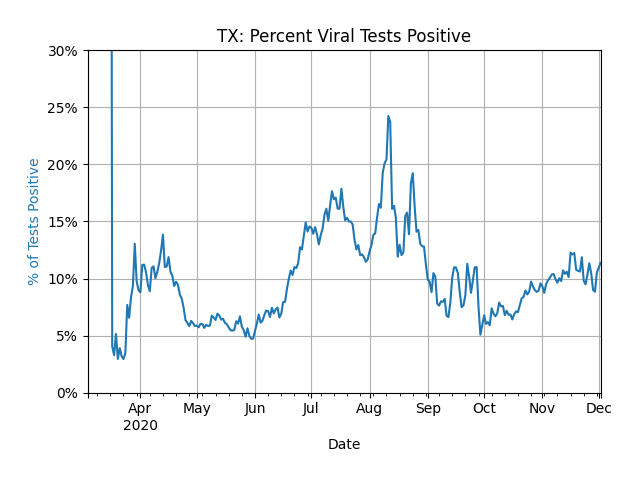 TX: Percent Viral Tests Positive
30%
25%
20%
15%
10%
5%
0%
% of Tests Positive
Apr
2020
May
Jun
Jul
Aug
Sep
Oct
Nov
Dec
Date